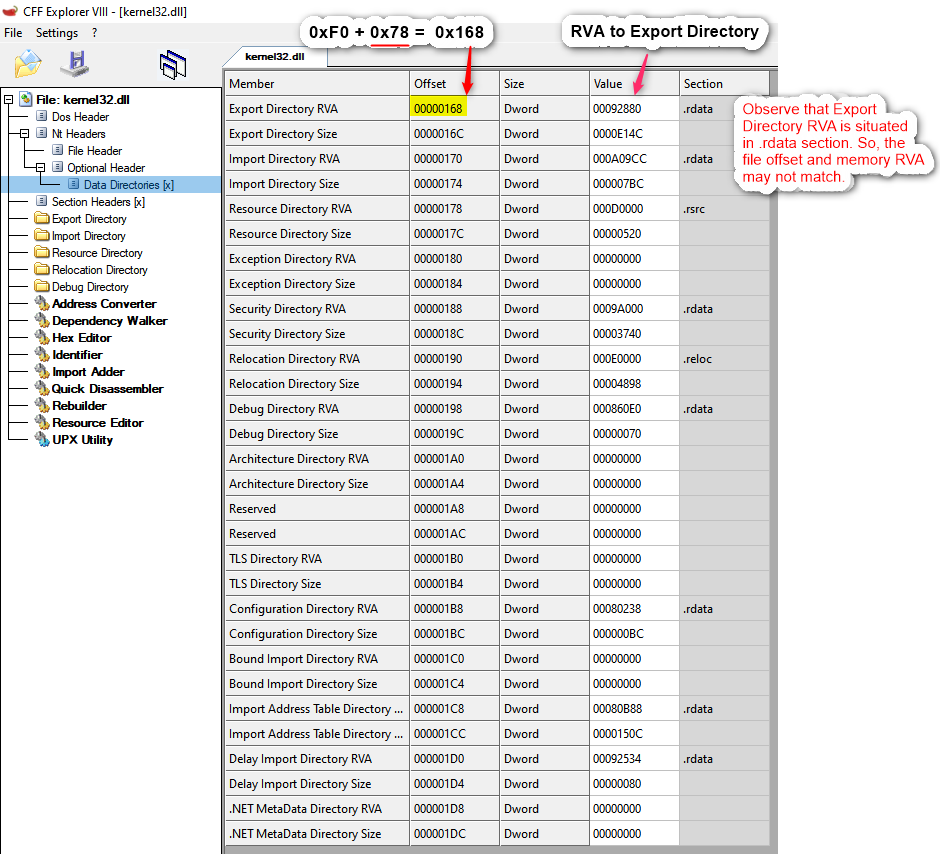 CFF Explorer VIII - [kernel32.dll]
File Settings ?
0xF0 + 0x78 = 0x168
RVA to Export Directory
kernel32.dll
File: kernel32.dll
Dos Header
Nt Headers
File Header
Optional Header
Data Directories [x]
Section Headers [x]
Export Directory
Import Directory
Resource Directory
Relocation Directory
Debug Directory
Address Converter
Dependency Walker
Hex Editor
Identifier
Import Adder
Quick Disassembler
Rebuilder
Resource Editor
UPX Utility
Member Offset Size Value Section
Export Directory RVA 00000168 Dword 00092880 .rdata
Export Directory Size 0000016C Dword 0000E14C
Import Directory RVA 00000170 Dword 000A09CC .rdata
Import Directory Size 00000174 Dword 000007BC
Resource Directory RVA 00000178 Dword 000D0000 .rsrc
Resource Directory Size 0000017C Dword 00000520
Exception Directory RVA 00000180 Dword 00000000
Exception Directory Size 00000184 Dword 00000000
Security Directory RVA 00000188 Dword 0009A000 .rdata
Security Directory Size 0000018C Dword 00003740
Relocation Directory RVA 00000190 Dword 000E0000 .reloc
Relocation Directory Size 00000194 Dword 00004898
Debug Directory RVA 00000198 Dword 000860E0 .rdata
Debug Directory Size 0000019C Dword 00000070
Architecture Directory RVA 000001A0 Dword 00000000
Architecture Directory Size 000001A4 Dword 00000000
Reserved 000001A8 Dword 00000000
Reserved 000001AC Dword 00000000
TLS Directory RVA 000001B0 Dword 00000000
TLS Directory Size 000001B4 Dword 00000000
Configuration Directory RVA 000001B8 Dword 00080238 .rdata
Configuration Directory Size 000001BC Dword 000000BC
Bound Import Directory RVA 000001C0 Dword 00000000
Bound Import Directory Size 000001C4 Dword 00000000
Import Address Table Directory ... 000001C8 Dword 00080B88 .rdata
Import Address Table Directory ... 000001CC Dword 0000150C
Delay Import Directory RVA 000001D0 Dword 00092534 .rdata
Delay Import Directory Size 000001D4 Dword 00000080
.NET MetaData Directory RVA 000001D8 Dword 00000000
.NET MetaData Directory Size 000001DC Dword 00000000
Observe that Export
Directory RVA is situated
in .rdata section. So, the
file offset and memory RVA
may not match.